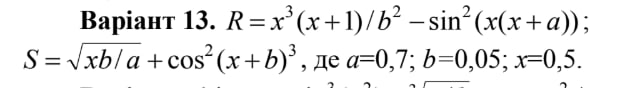 Варіант 13. R = x³(x+1)/b² – sin²(x(x+a));
S = √xb/a + cos²(x+b)³, де a=0,7; b=0,05; x=0,5.